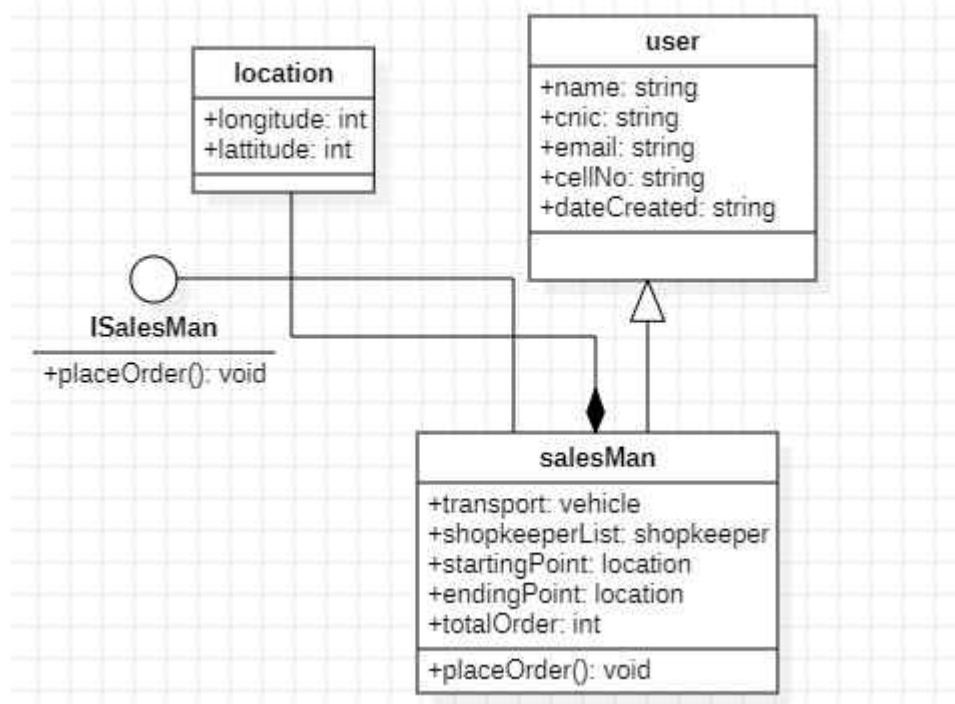 location
+longitude: int
+lattitude: int
user
+name: string
+cnic: string
+email: string
+cellNo: string
+dateCreated: string
ISalesMan
+placeOrder(): void
salesMan
+transport: vehicle
+shopkeeperList: shopkeeper
+startingPoint: location
+endingPoint: location
+totalOrder: int
+placeOrder(): void